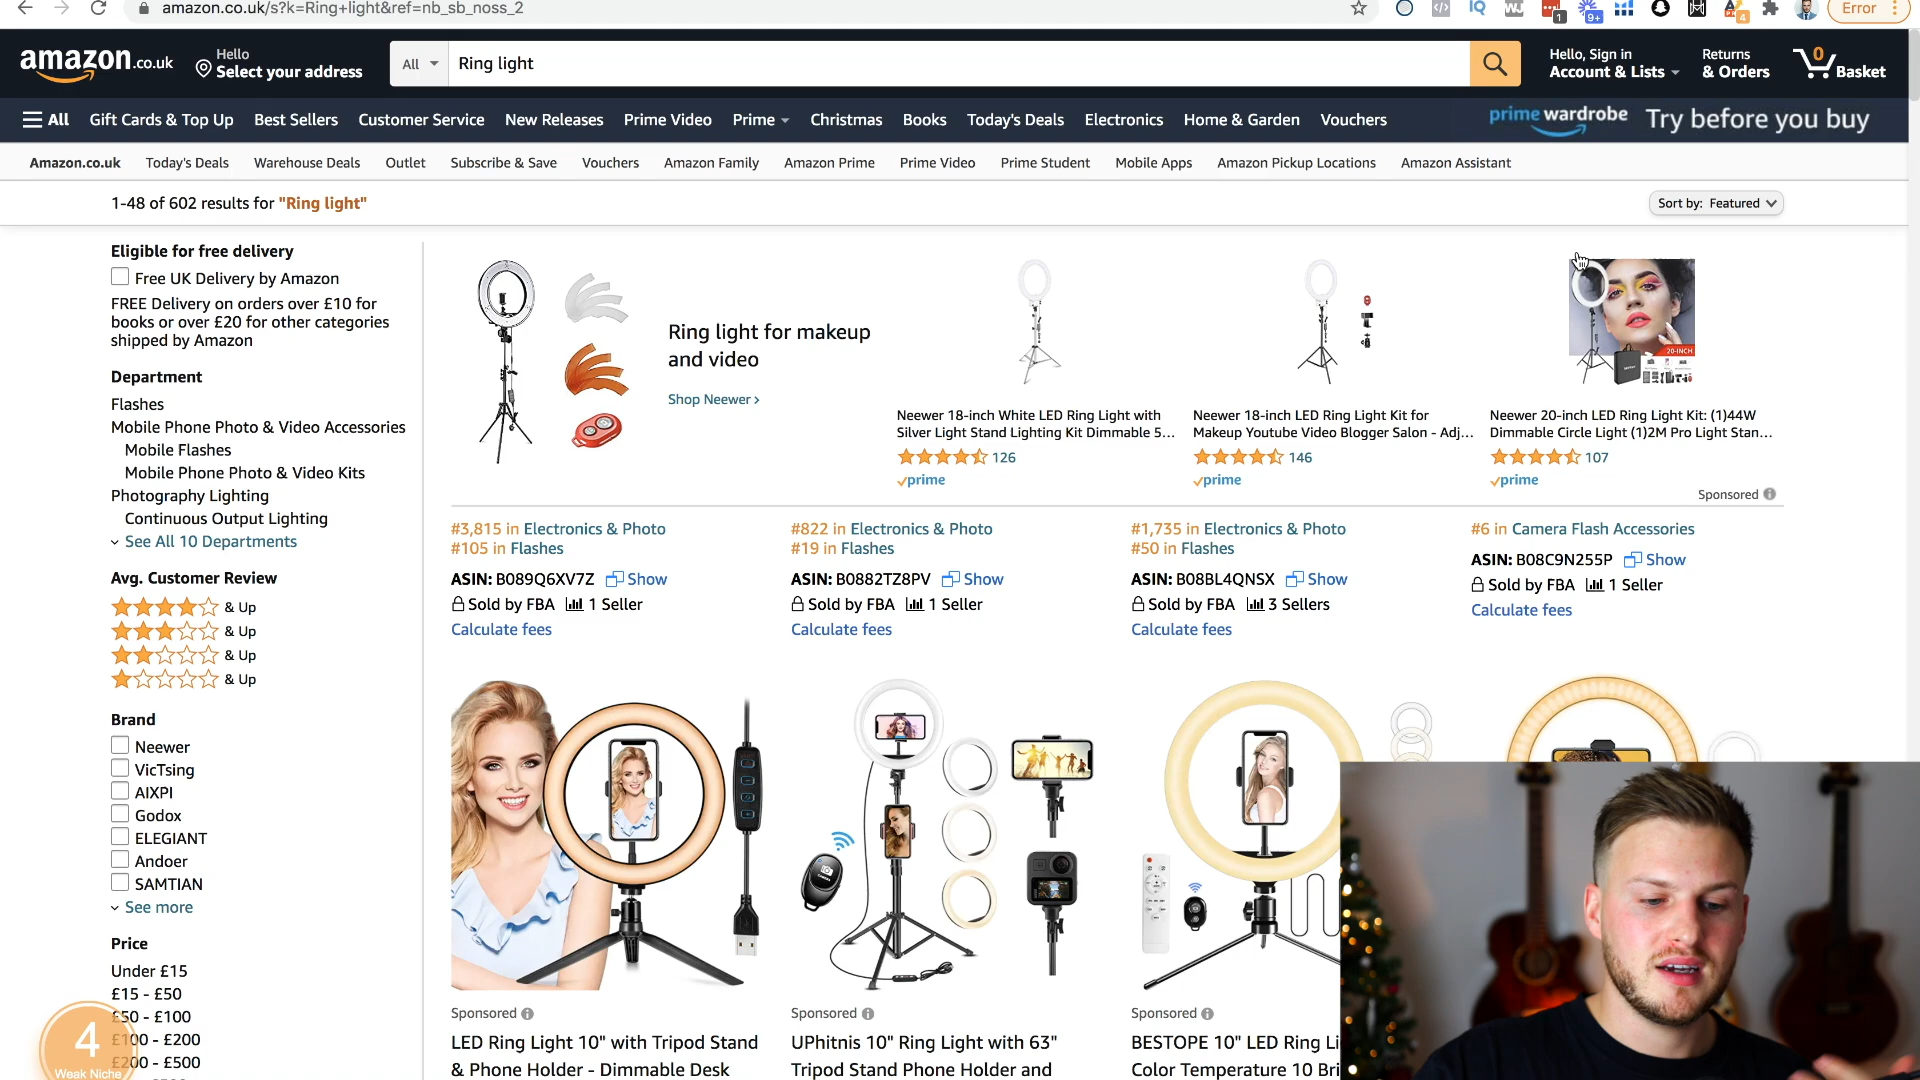 amazon.co.uk/s?k=Ring+light&ref=nb_sb_noss_2
1
9+
4
Error
amazon.co.uk
Hello
Select your address
All
Ring light
Hello, Sign in
Account & Lists
Returns
& Orders
0
Basket
All
Gift Cards & Top Up
Best Sellers
Customer Service
New Releases
Prime Video
Prime
Christmas
Books
Today's Deals
Electronics
Home & Garden
Vouchers
prime wardrobe
Try before you buy
Amazon.co.uk
Today's Deals
Warehouse Deals
Outlet
Subscribe & Save
Vouchers
Amazon Family
Amazon Prime
Prime Video
Prime Student
Mobile Apps
Amazon Pickup Locations
Amazon Assistant
1-48 of 602 results for "Ring light"
Sort by: Featured
Eligible for free delivery
Free UK Delivery by Amazon
FREE Delivery on orders over £10 for
books or over £20 for other categories
shipped by Amazon
Department
Flashes
Mobile Phone Photo & Video Accessories
Mobile Flashes
Mobile Phone Photo & Video Kits
Photography Lighting
Continuous Output Lighting
See All 10 Departments
Avg. Customer Review
& Up
& Up
& Up
& Up
Brand
Neewer
VicTsing
AIXPI
Godox
ELEGIANT
Andoer
SAMTIAN
See more
Price
Under £15
£15 - £50
£50 - £100
£100 - £200
£200 - £500
4
Weak Niche
Ring light for makeup
and video
Shop Neewer ›
Neewer 18-inch White LED Ring Light with
Silver Light Stand Lighting Kit Dimmable 5...
126
prime
Neewer 18-inch LED Ring Light Kit for
Makeup Youtube Video Blogger Salon - Adj...
146
prime
20-INCH
Neewer 20-inch LED Ring Light Kit: (1)44W
Dimmable Circle Light (1)2M Pro Light Stan...
107
prime
Sponsored
#3,815 in Electronics & Photo
#105 in Flashes
ASIN: B089Q6XV7Z Show
Sold by FBA 1 Seller
Calculate fees
#822 in Electronics & Photo
#19 in Flashes
ASIN: B0882TZ8PV Show
Sold by FBA 1 Seller
Calculate fees
#1,735 in Electronics & Photo
#50 in Flashes
ASIN: B08BL4QNSX Show
Sold by FBA 3 Sellers
Calculate fees
#6 in Camera Flash Accessories
ASIN: B08C9N255P Show
Sold by FBA 1 Seller
Calculate fees
Sponsored
LED Ring Light 10" with Tripod Stand
& Phone Holder - Dimmable Desk
Sponsored
UPhitnis 10" Ring Light with 63"
Tripod Stand Phone Holder and
Sponsored
BESTOPE 10" LED Ring Li
Color Temperature 10 Bri